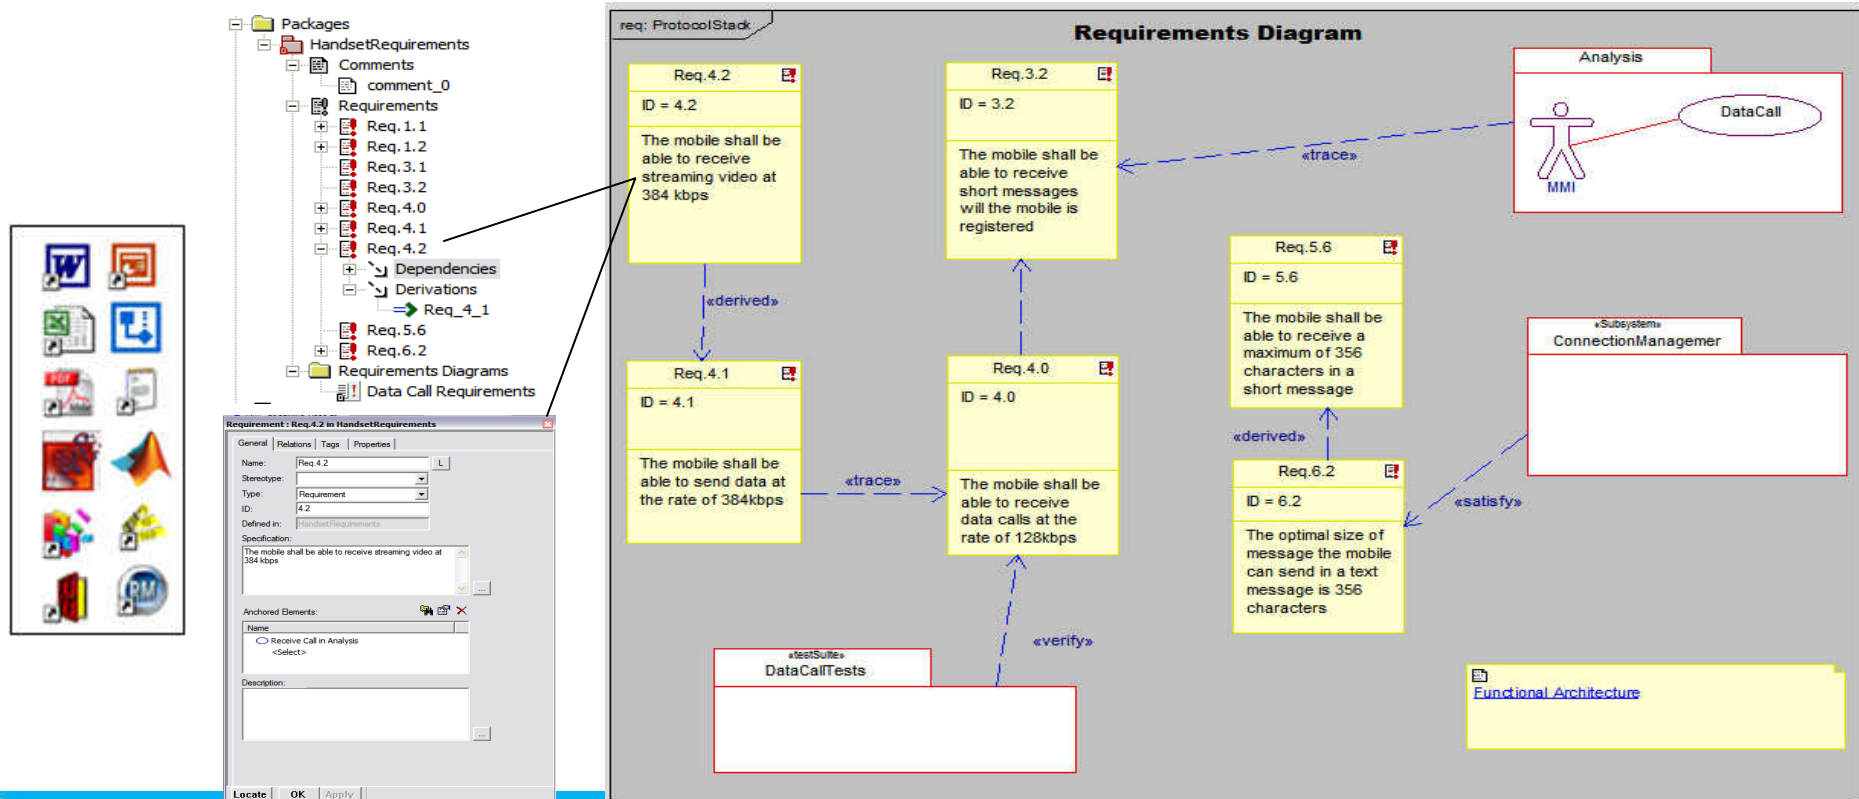 Packages
HandsetRequirements
Comments
comment_0
Requirements
Req.1.1
Req.1.2
Req.3.1
Req.3.2
Req.4.0
Req.4.1
Req.4.2
Dependencies
Derivations
Req_4_1
Req.5.6
Req.6.2
Requirements Diagrams
Data Call Requirements
Requirement : Req.4.2 in HandsetRequirements
General
Relations
Tags
Properties
Name:
Req.4.2
L
Stereotype:
Type:
Requirement
ID:
4.2
Defined in:
HandsetRequirements
Specification:
The mobile shall be able to receive streaming video at
384 kbps
...
Anchored Elements:
Name
Receive Call in Analysis
<Select>
Description:
...
Locate
OK
Apply
W
PDF
RM
req: ProtocolStack
Requirements Diagram
Req.4.2
ID = 4.2
The mobile shall be
able to receive
streaming video at
384 kbps
«derived»
Req.4.1
ID = 4.1
The mobile shall be
able to send data at
the rate of 384kbps
«trace»
Req.3.2
ID = 3.2
The mobile shall be
able to receive
short messages
will the mobile is
registered
Req.4.0
ID = 4.0
The mobile shall be
able to receive
data calls at the
rate of 128kbps
«verify»
«testSuite»
DataCallTests
«trace»
Analysis
DataCall
MMI
Req.5.6
ID = 5.6
The mobile shall be
able to receive a
maximum of 356
characters in a
short message
«derived»
Req.6.2
ID = 6.2
The optimal size of
message the mobile
can send in a text
message is 356
characters
«Subsystem»
ConnectionManagemer
«satisfy»
Functional Architecture